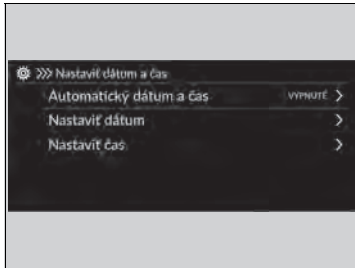 >>> Nastaviť dátum a čas
Automatický dátum a čas VYPNUTÉ >
Nastaviť dátum >
Nastaviť čas >